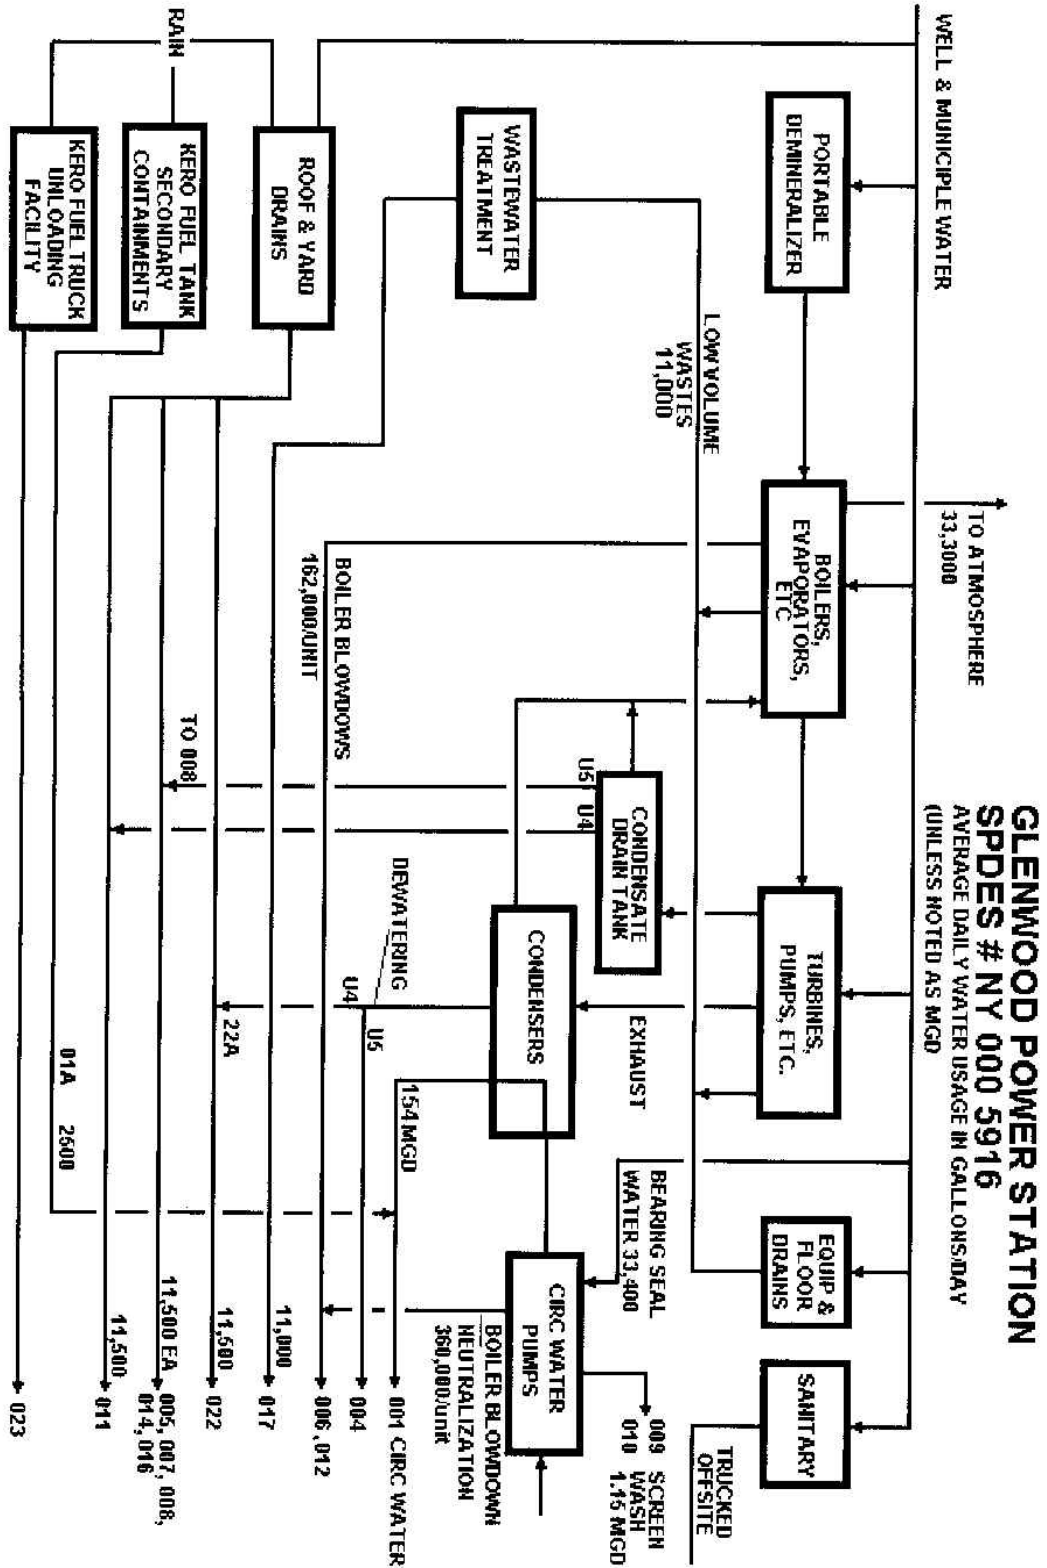 GLENWOOD POWER STATION
SPDES # NY 000 5916
AVERAGE DAILY WATER USAGE IN GALLONS/DAY
(UNLESS NOTED AS MGD
WELL & MUNICIPLE WATER
TO ATMOSPHERE
33,3000
PORTABLE
DEMINERALIZER
BOILERS,
EVAPORATORS,
ETC
TURBINES,
PUMPS, ETC.
EQUIP &
FLOOR
DRAINS
SANITARY
TRUCKED
OFFSITE
LOW VOLUME
WASTES
11,000
EXHAUST
BEARING SEAL
WATER 33,400
009 SCREEN
010 WASH
1.15 MGD
WASTEWATER
TREATMENT
CONDENSATE
DRAIN TANK
U5
U4
CONDENSERS
CIRC WATER
PUMPS
BOILER BLOWDOWN
NEUTRALIZATION
360,000/unit
154 MGD
DEWATERING
U4
U5
22A
BOILER BLOWDOWS
162,000/UNIT
TO 008
RAIN
ROOF & YARD
DRAINS
KERO FUEL TANK
SECONDARY
CONTAINMENTS
KERO FUEL TRUCK
UNLOADING
FACILITY
01A 2500
001 CIRC WATER
004
006 ,012
11,000
017
11,500
022
11,500 EA
005, 007, 008,
014, 016
11,500
011
023